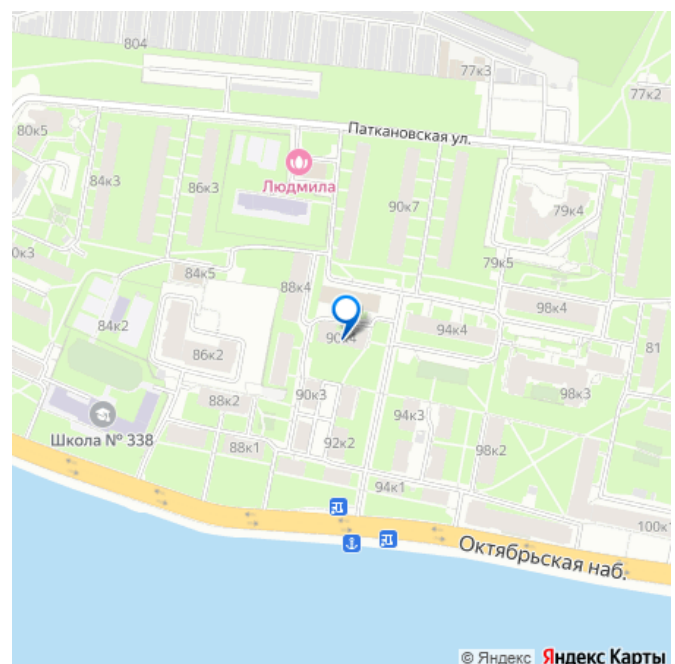 804
77к3
77к2
Паткановская ул.
80к5
Людмила
84к3
86к3
90к7
79к4
0к3
84к5
88к4
79к5
98к4
84к2
86к2
90к4
94к4
81
88к2
90к3
94к3
98к3
Школа № 338
88к1
92к2
98к2
94к1
100к1
Октябрьская наб.
© Яндекс Яндекс Карты